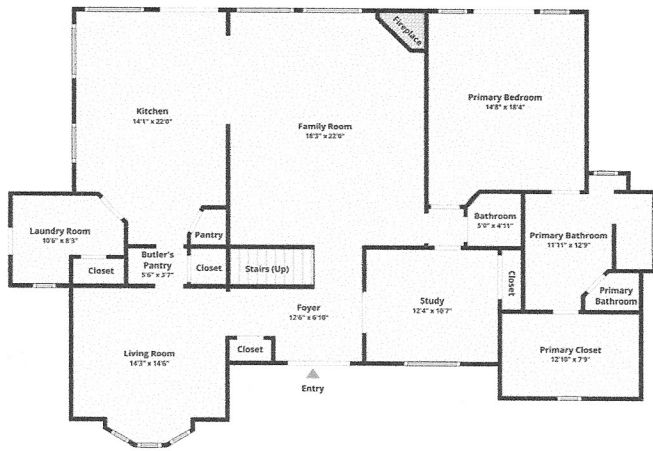 Fireplace
Kitchen
14'1" x 22'0"
Family Room
18'3" x 22'0"
Primary Bedroom
14'8" x 18'4"
Laundry Room
10'6" x 8'3"
Pantry
Bathroom
5'0" x 4'11"
Primary Bathroom
11'11" x 12'9"
Closet
Butler's
Pantry
5'6" x 3'7"
Closet
Stairs (Up)
Closet
Primary
Bathroom
Foyer
12'6" x 6'10"
Study
12'4" x 10'7"
Living Room
14'3" x 14'6"
Closet
Primary Closet
12'10" x 7'9"
Entry